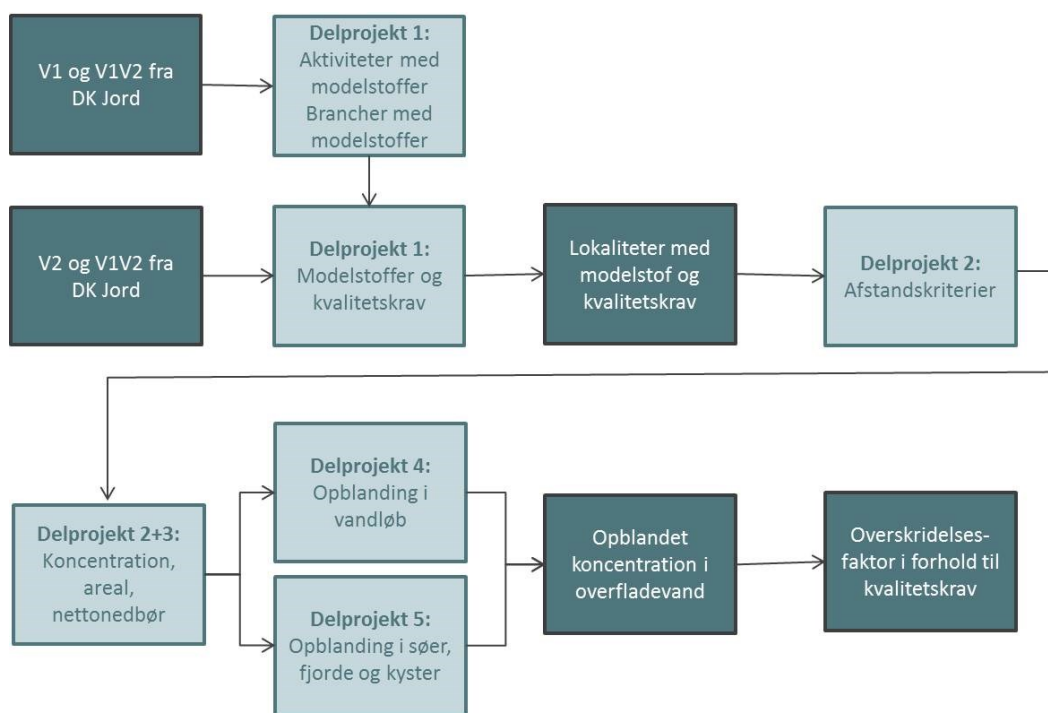 V1 og V1V2 fra
DK Jord
Delprojekt 1:
Aktiviteter med
modelstoffer
Brancher med
modelstoffer
V2 og V1V2 fra
DK Jord
Delprojekt 1:
Modelstoffer og
kvalitetskrav
Lokaliteter med
modelstof og
kvalitetskrav
Delprojekt 2:
Afstandskriterier
Delprojekt 2+3:
Koncentration,
areal,
nettonedbør
Delprojekt 4:
Opblanding i
vandløb
Delprojekt 5:
Opblanding i søer,
fjorde og kyster
Opblandet
koncentration i
overfladevand
Overskridelses-
faktor i forhold til
kvalitetskrav